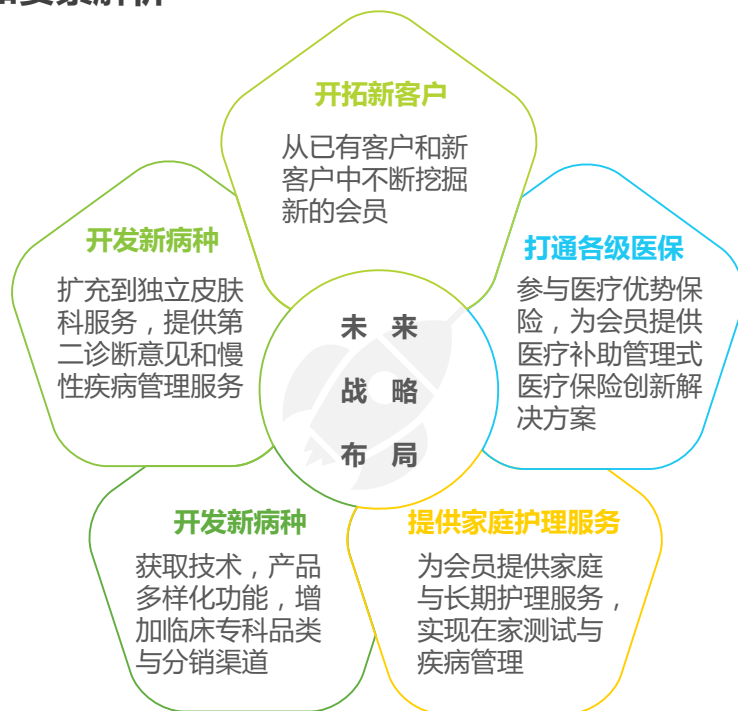 开拓新客户
从已有客户和新
客户中不断挖掘
新的会员
开发新病种
扩充到独立皮肤
科服务，提供第
二诊断意见和慢
性疾病管理服务
打通各级医保
参与医疗优势保
险，为会员提供
医疗补助管理式
医疗保险创新解
决方案
未 来
战 略
布 局
开发新病种
获取技术，产品
多样化功能，增
加临床专科品类
与分销渠道
提供家庭护理服务
为会员提供家庭
与长期护理服务，
实现在家测试与
疾病管理